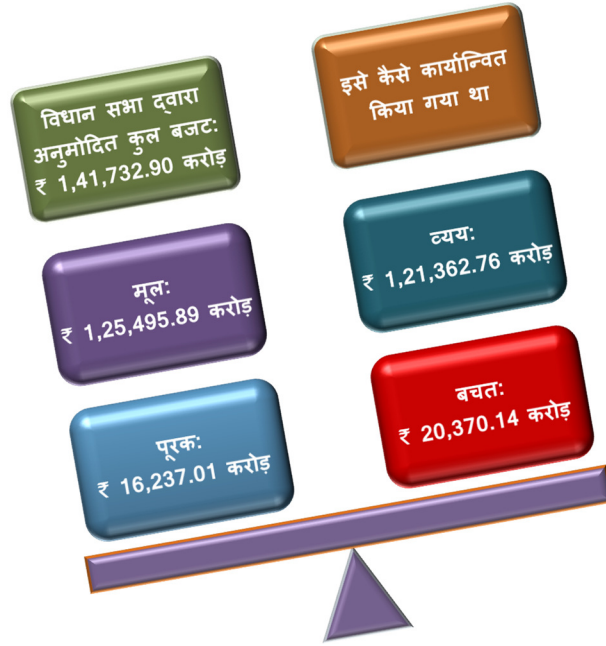 विधान सभा द्वारा
अनुमोदित कुल बजट:
₹ 1,41,732.90 करोड़
मूल:
₹ 1,25,495.89 करोड़
पूरक:
₹ 16,237.01 करोड़
इसे कैसे कार्यान्वित
किया गया था
व्यय:
₹ 1,21,362.76 करोड़
बचत:
₹ 20,370.14 करोड़